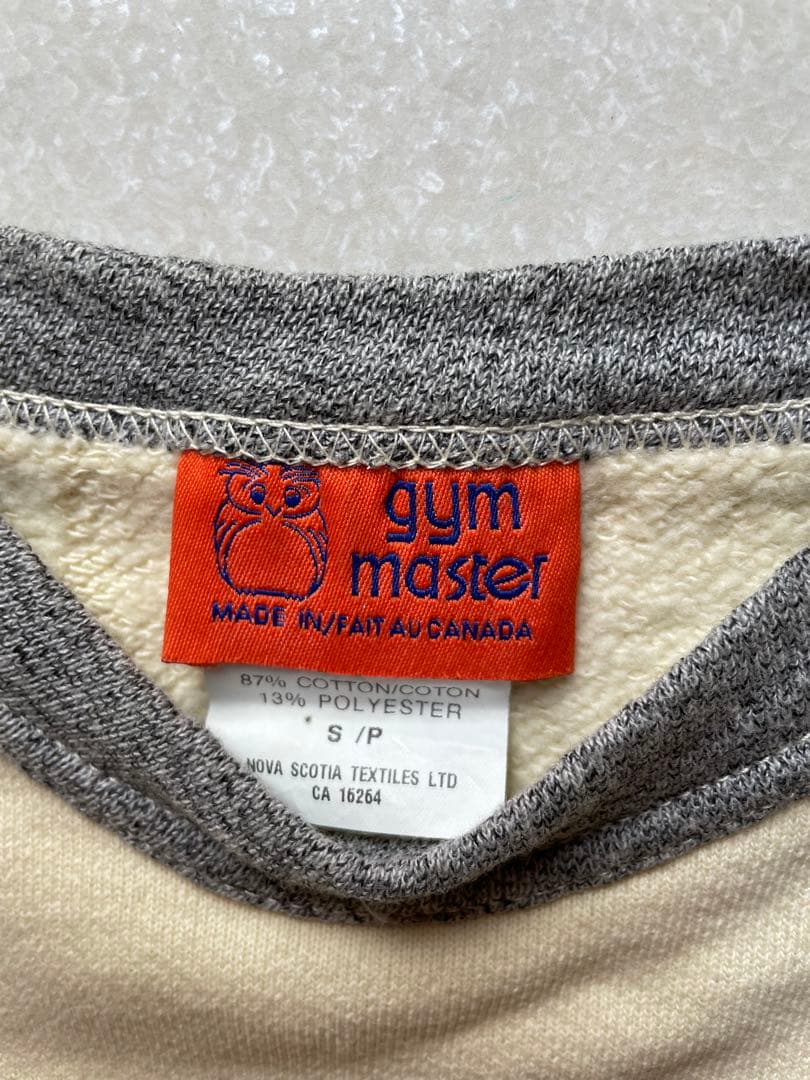 gym
master
MADE IN/FAIT AU CANADA
87% COTTON/COTON
13% POLYESTER
S /P
NOVA SCOTIA TEXTILES LTD
CA 16264